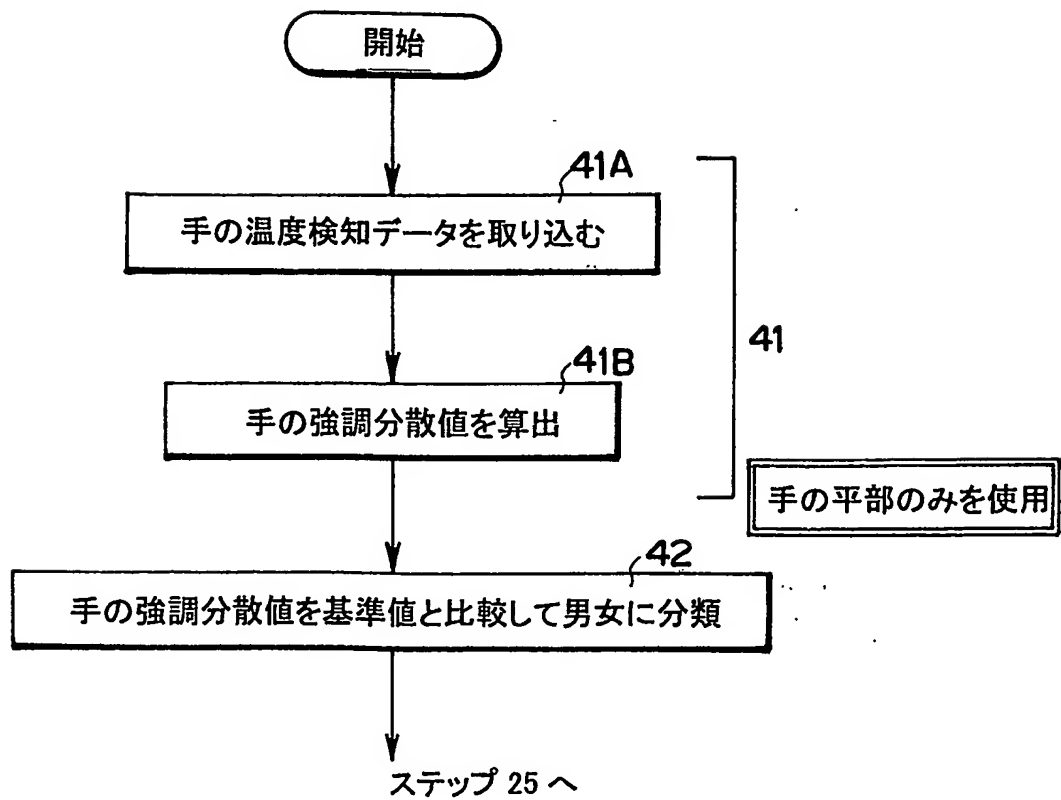 開始
41A
手の温度検知データを取り込む
41
41B
手の強調分散値を算出
手の平部のみを使用
42
手の強調分散値を基準値と比較して男女に分類
ステップ 25 へ